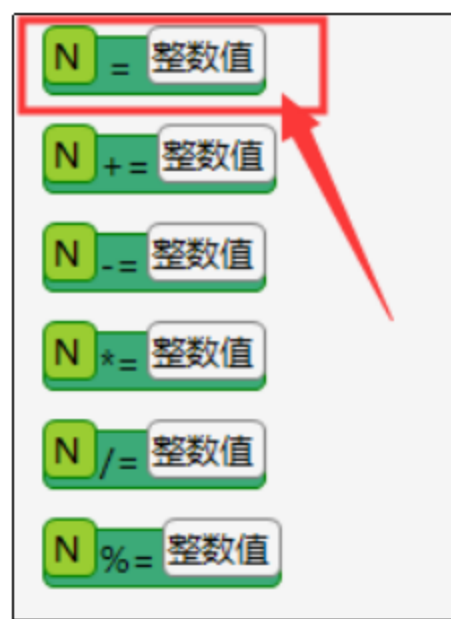 N = 整数值
N += 整数值
N -= 整数值
N *= 整数值
N /= 整数值
N %= 整数值